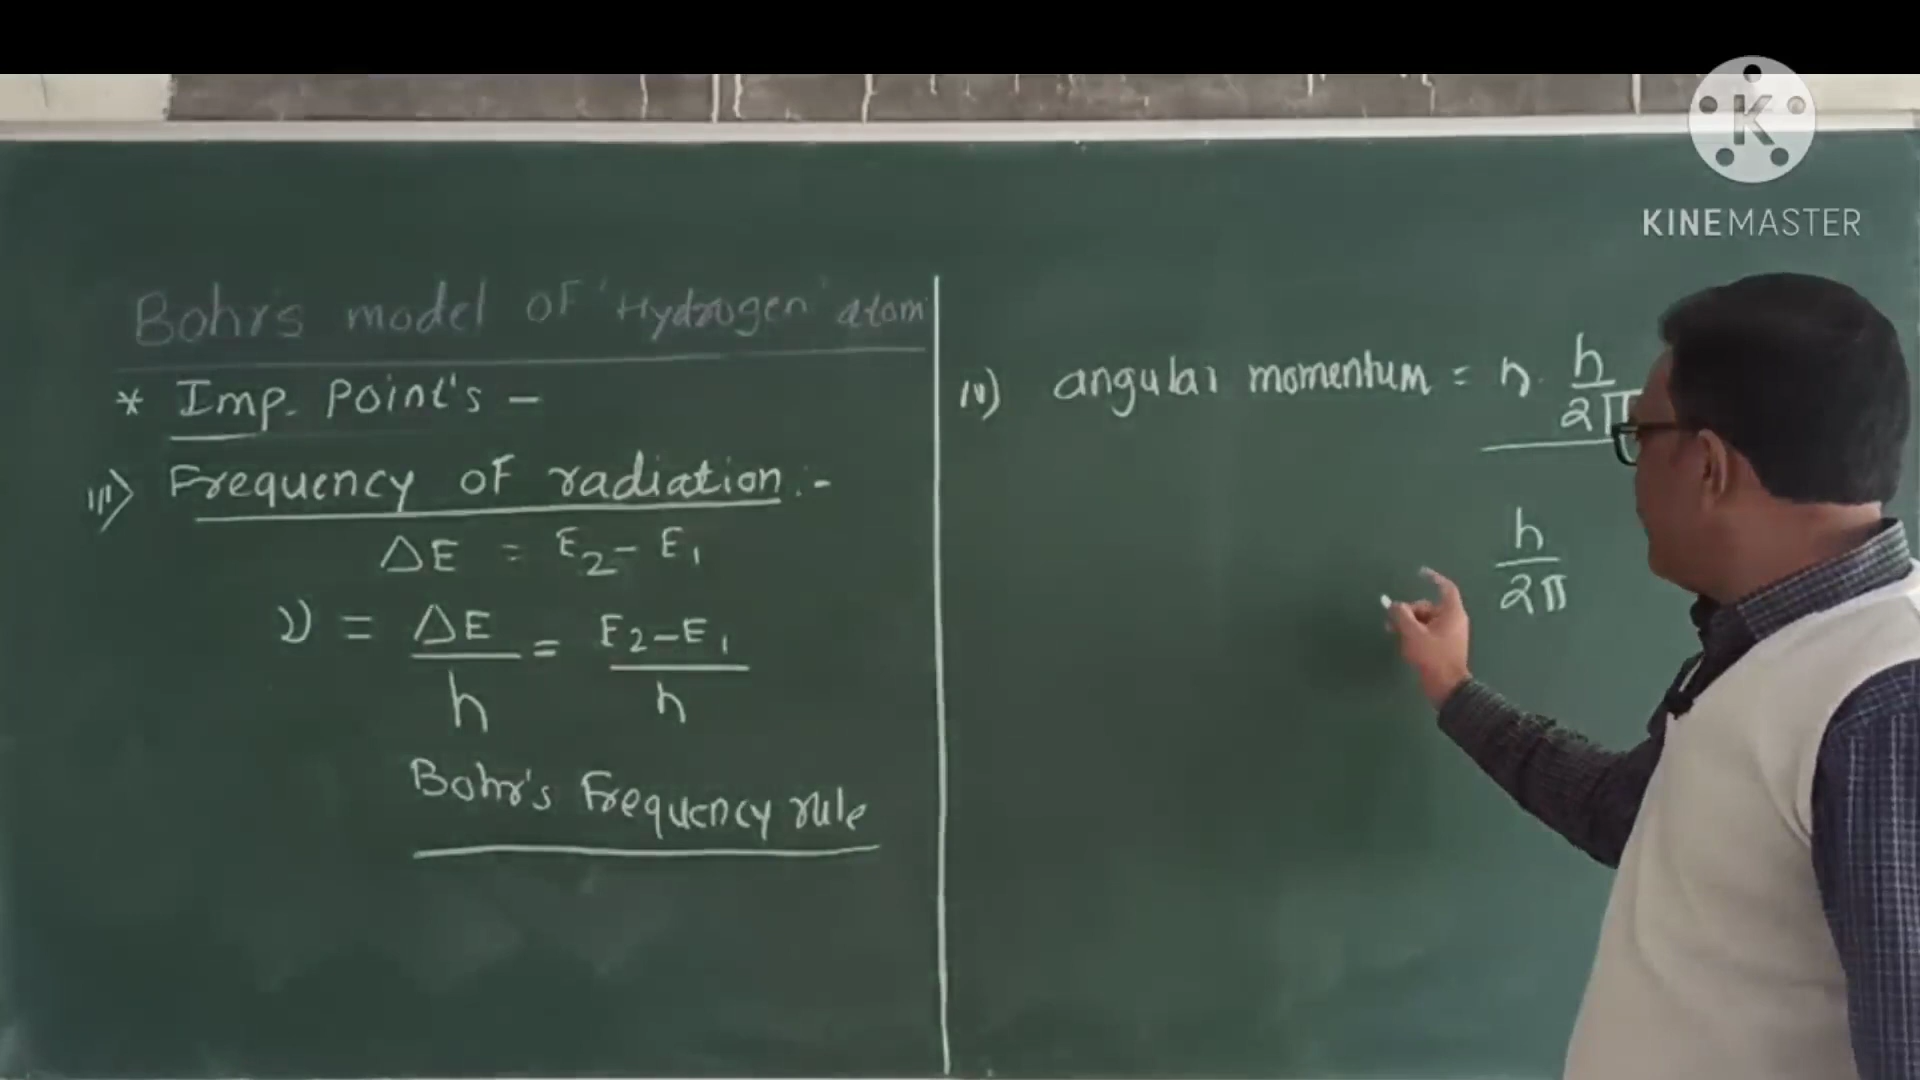 K
KINEMASTER
Bohr's model of 'Hydrogen' atom
* Imp. Point's -
III) Frequency of radiation :-
ΔE = E₂ - E₁
ν = ΔE/h = E₂-E₁/h
Bohr's Frequency rule
IV) angular momentum = n. h/2π
h/2π